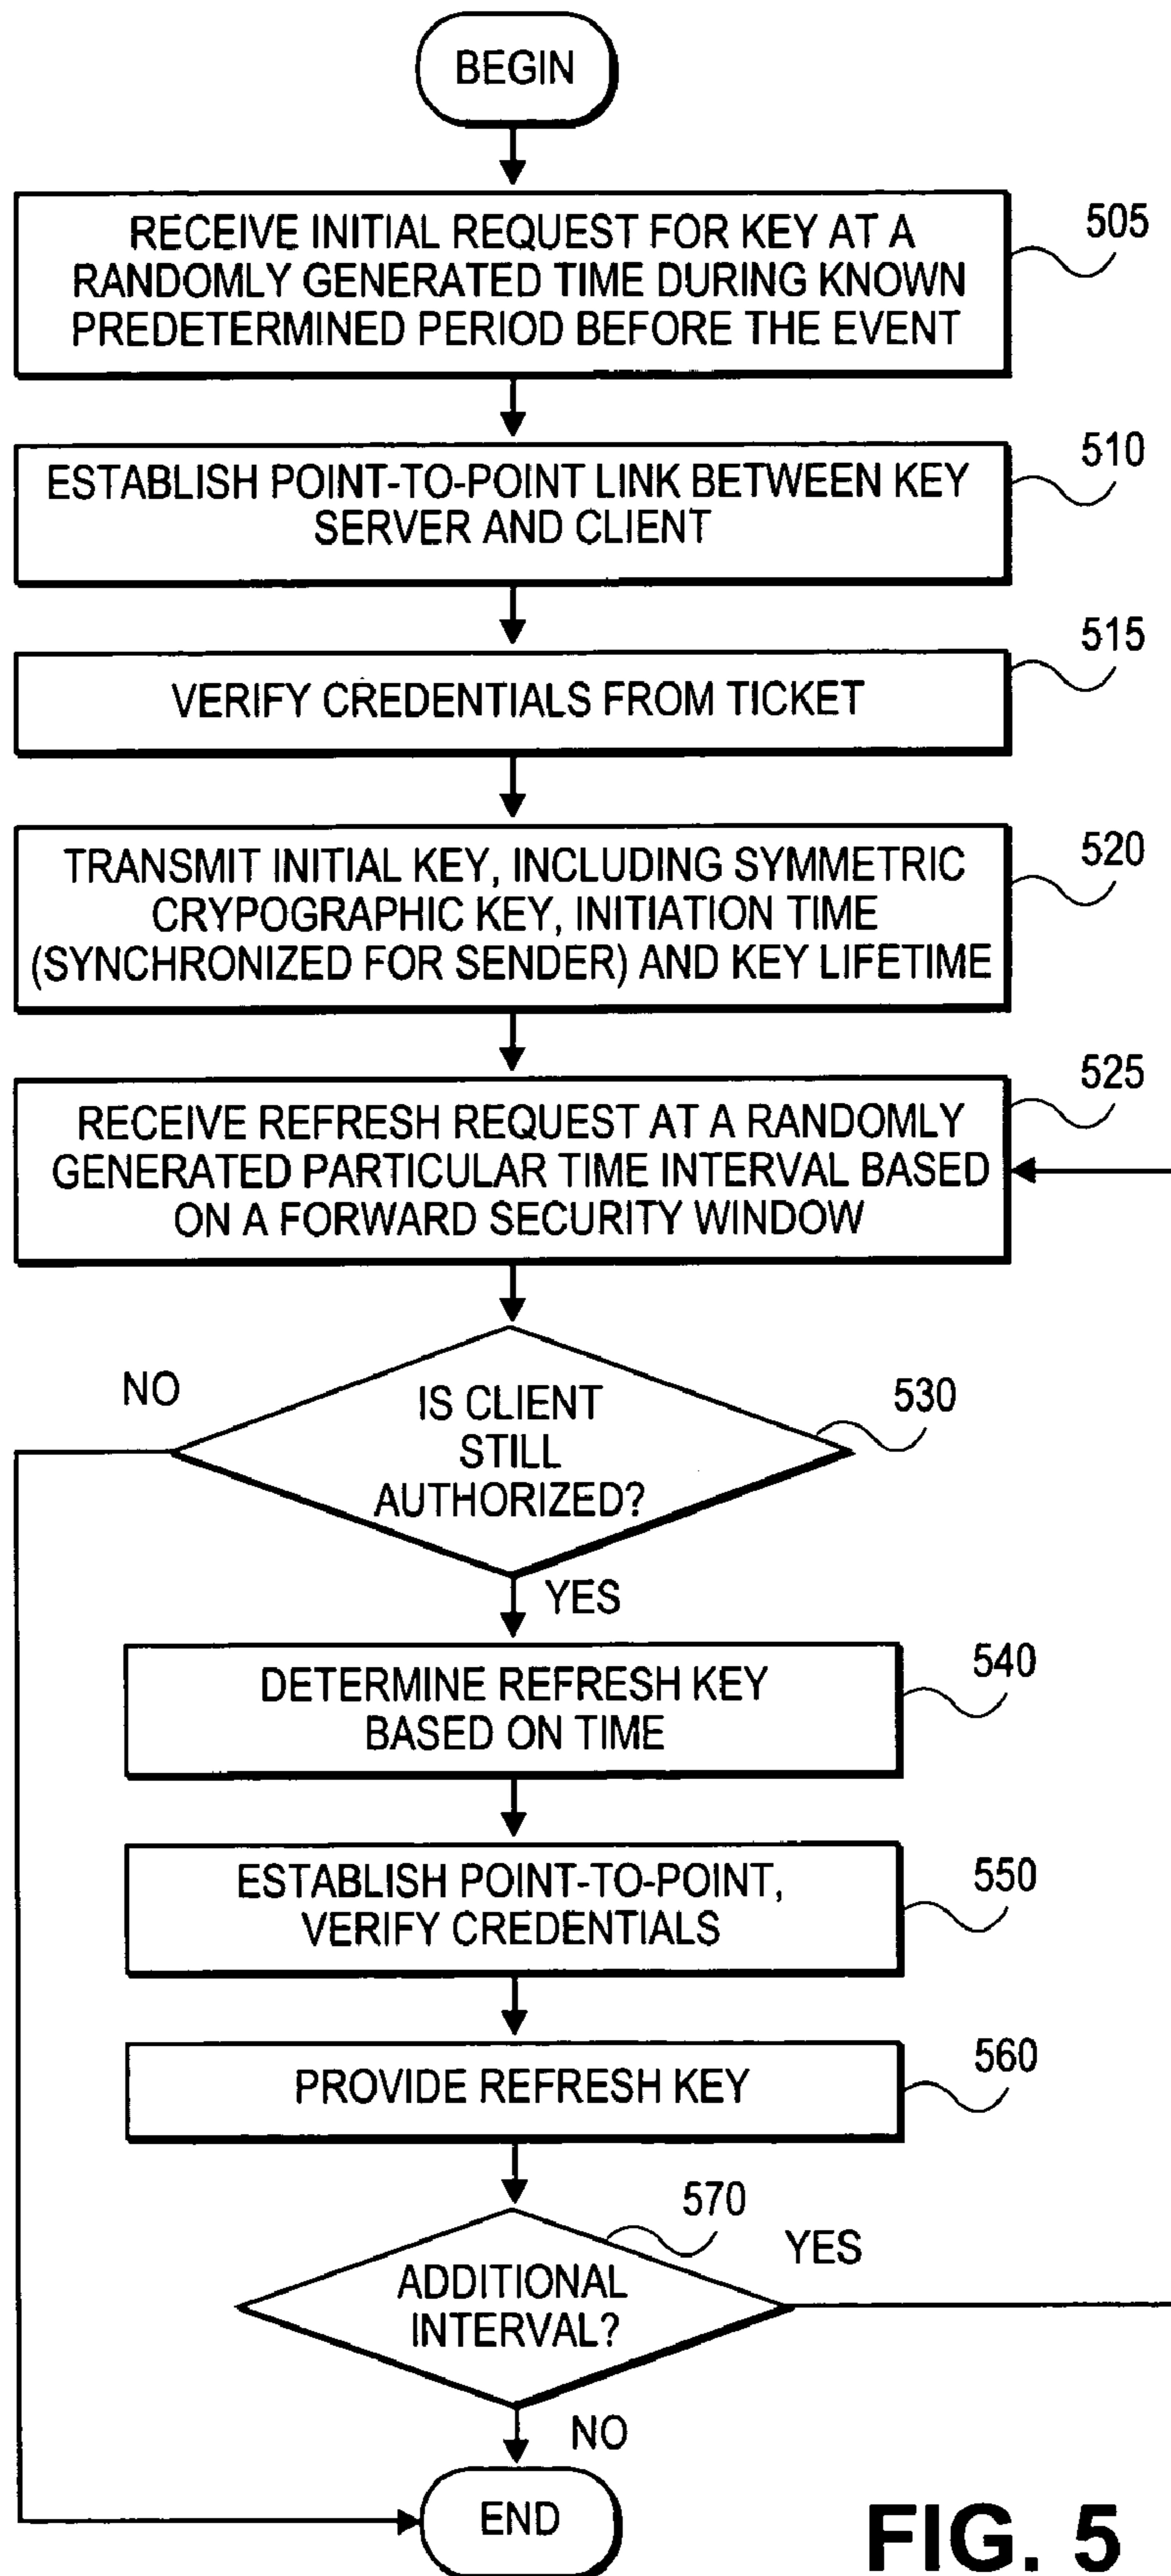 BEGIN
RECEIVE INITIAL REQUEST FOR KEY AT A
RANDOMLY GENERATED TIME DURING KNOWN
PREDETERMINED PERIOD BEFORE THE EVENT
505
ESTABLISH POINT-TO-POINT LINK BETWEEN KEY
SERVER AND CLIENT
510
VERIFY CREDENTIALS FROM TICKET
515
TRANSMIT INITIAL KEY, INCLUDING SYMMETRIC
CRYPOGRAPHIC KEY, INITIATION TIME
(SYNCHRONIZED FOR SENDER) AND KEY LIFETIME
520
RECEIVE REFRESH REQUEST AT A RANDOMLY
GENERATED PARTICULAR TIME INTERVAL BASED
ON A FORWARD SECURITY WINDOW
525
NO
IS CLIENT
STILL
AUTHORIZED?
530
YES
DETERMINE REFRESH KEY
BASED ON TIME
540
ESTABLISH POINT-TO-POINT,
VERIFY CREDENTIALS
550
PROVIDE REFRESH KEY
560
ADDITIONAL
INTERVAL?
570
YES
NO
END
FIG. 5